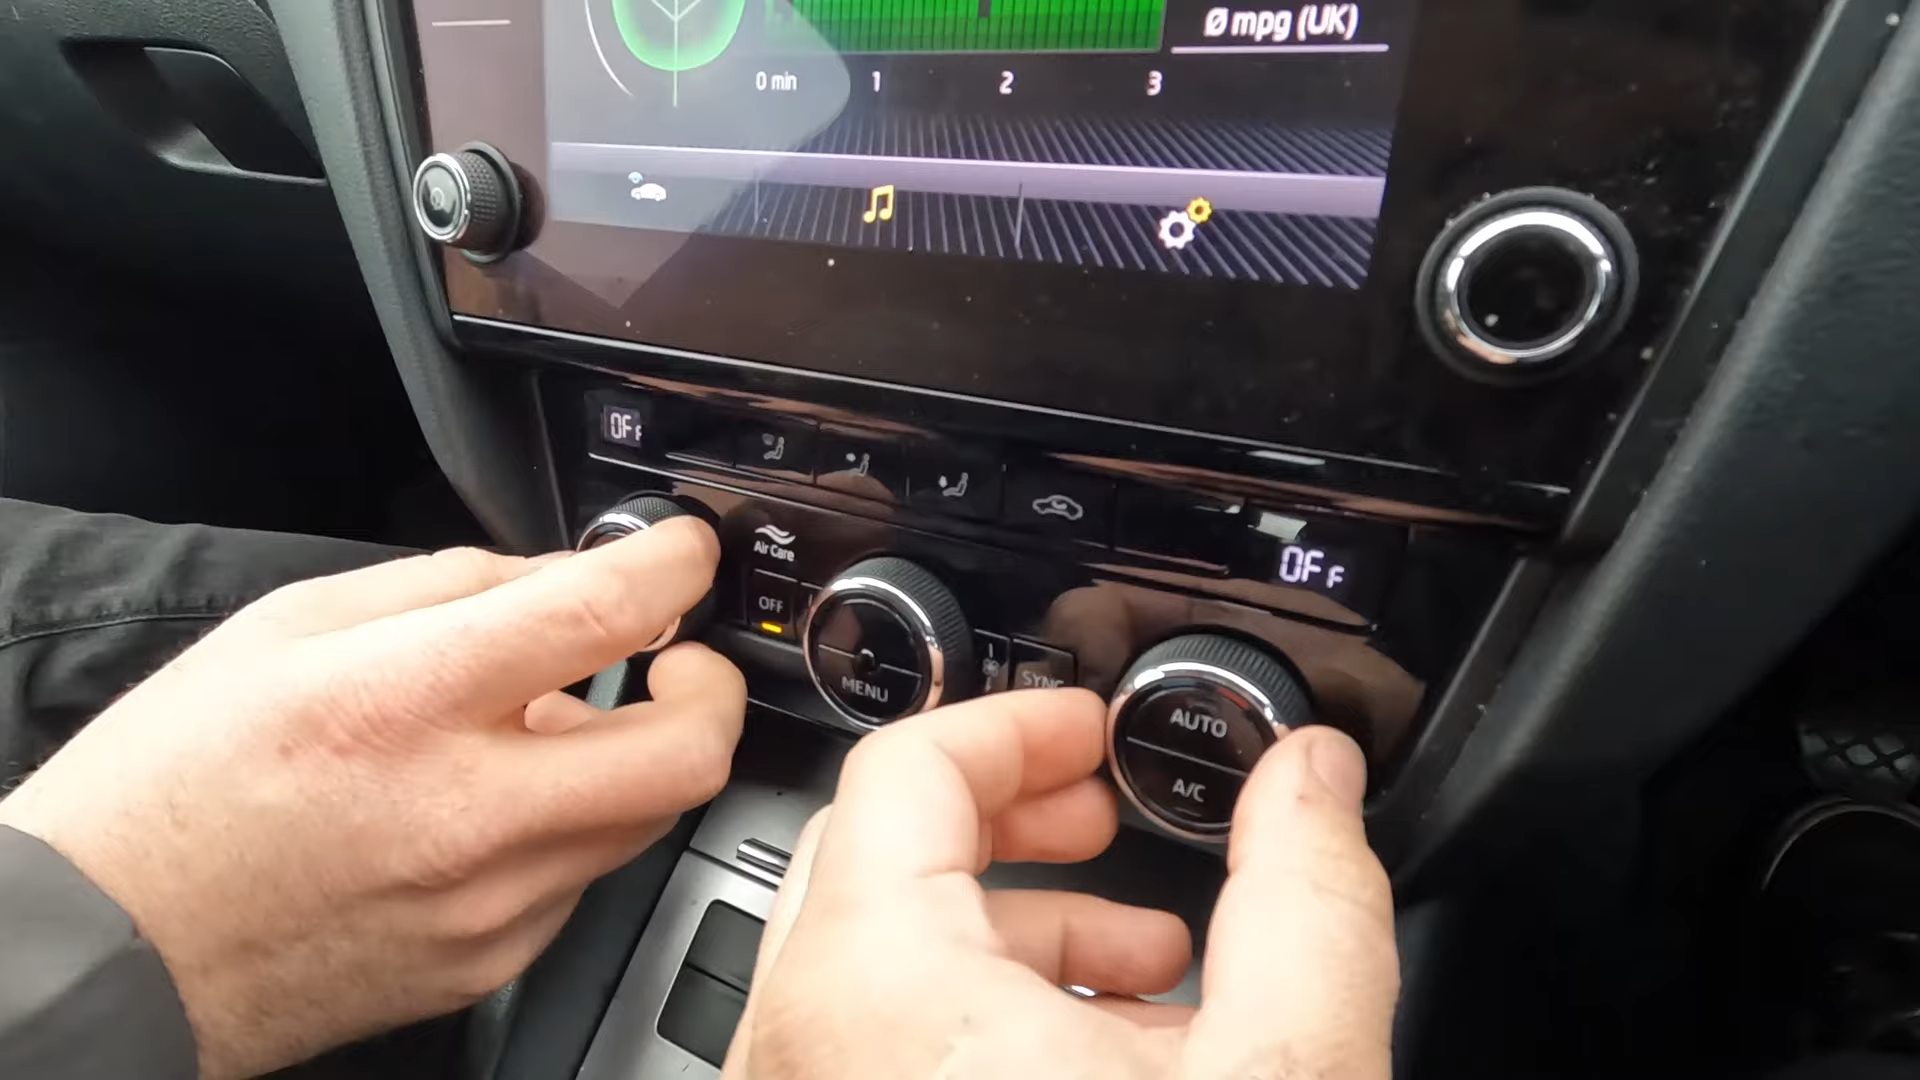 Ø mpg (UK)
0 min 1 2 3
OFF
OFF
Air Care
OFF
MENU
SYNC
AUTO
A/C